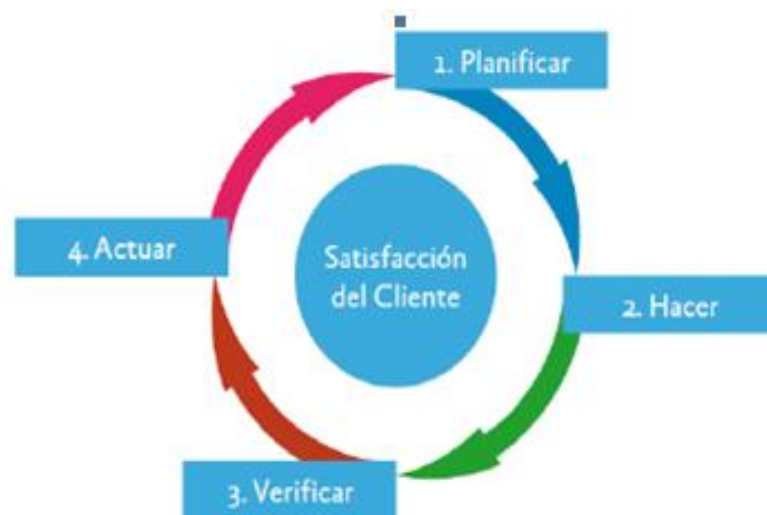 1. Planificar
2. Hacer
3. Verificar
4. Actuar
Satisfacción
del Cliente